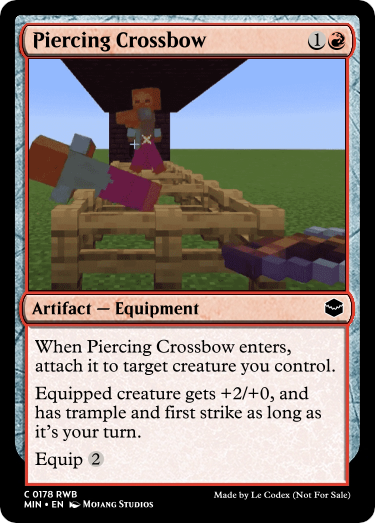 Piercing Crossbow 1
Artifact — Equipment
When Piercing Crossbow enters,
attach it to target creature you control.
Equipped creature gets +2/+0, and
has trample and first strike as long as
it's your turn.
Equip 2
C 0178 RWB
MIN • EN Mojang Studios
Made by Le Codex (Not For Sale)